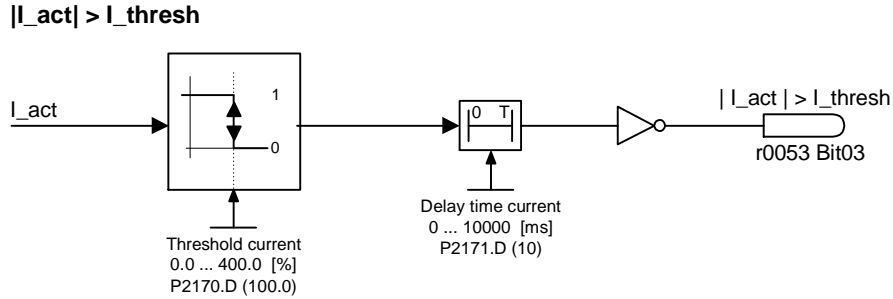 |I_act| > I_thresh
I_act
1
0
0 T
| I_act | > I_thresh
r0053 Bit03
Threshold current
0.0 ... 400.0 [%]
P2170.D (100.0)
Delay time current
0 ... 10000 [ms]
P2171.D (10)